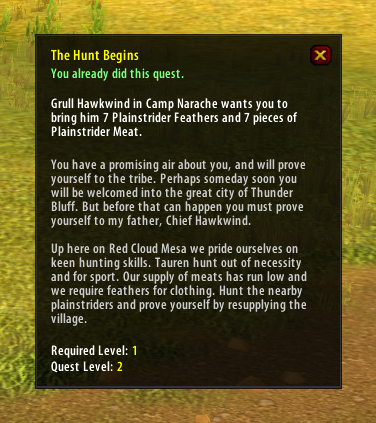 The Hunt Begins
You already did this quest.
Grull Hawkwind in Camp Narache wants you to
bring him 7 Plainstrider Feathers and 7 pieces of
Plainstrider Meat.
You have a promising air about you, and will prove
yourself to the tribe. Perhaps someday soon you
will be welcomed into the great city of Thunder
Bluff. But before that can happen you must prove
yourself to my father, Chief Hawkwind.
Up here on Red Cloud Mesa we pride ourselves on
keen hunting skills. Tauren hunt out of necessity
and for sport. Our supply of meats has run low and
we require feathers for clothing. Hunt the nearby
plainstriders and prove yourself by resupplying the
village.
Required Level: 1
Quest Level: 2